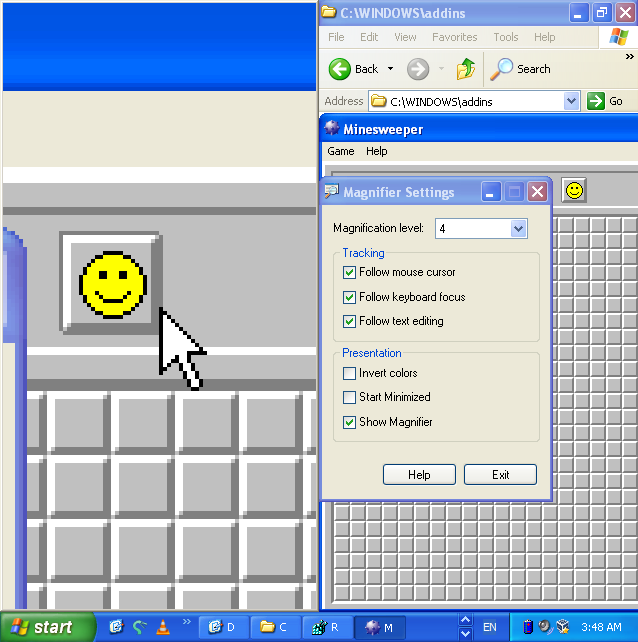 C:\WINDOWS\addins
File Edit View Favorites Tools Help
Back Search »
Address C:\WINDOWS\addins Go
Minesweeper
Game Help
Magnifier Settings
Magnification level: 4
Tracking
Follow mouse cursor
Follow keyboard focus
Follow text editing
Presentation
Invert colors
Start Minimized
Show Magnifier
Help Exit
start » D C R M EN 3:48 AM